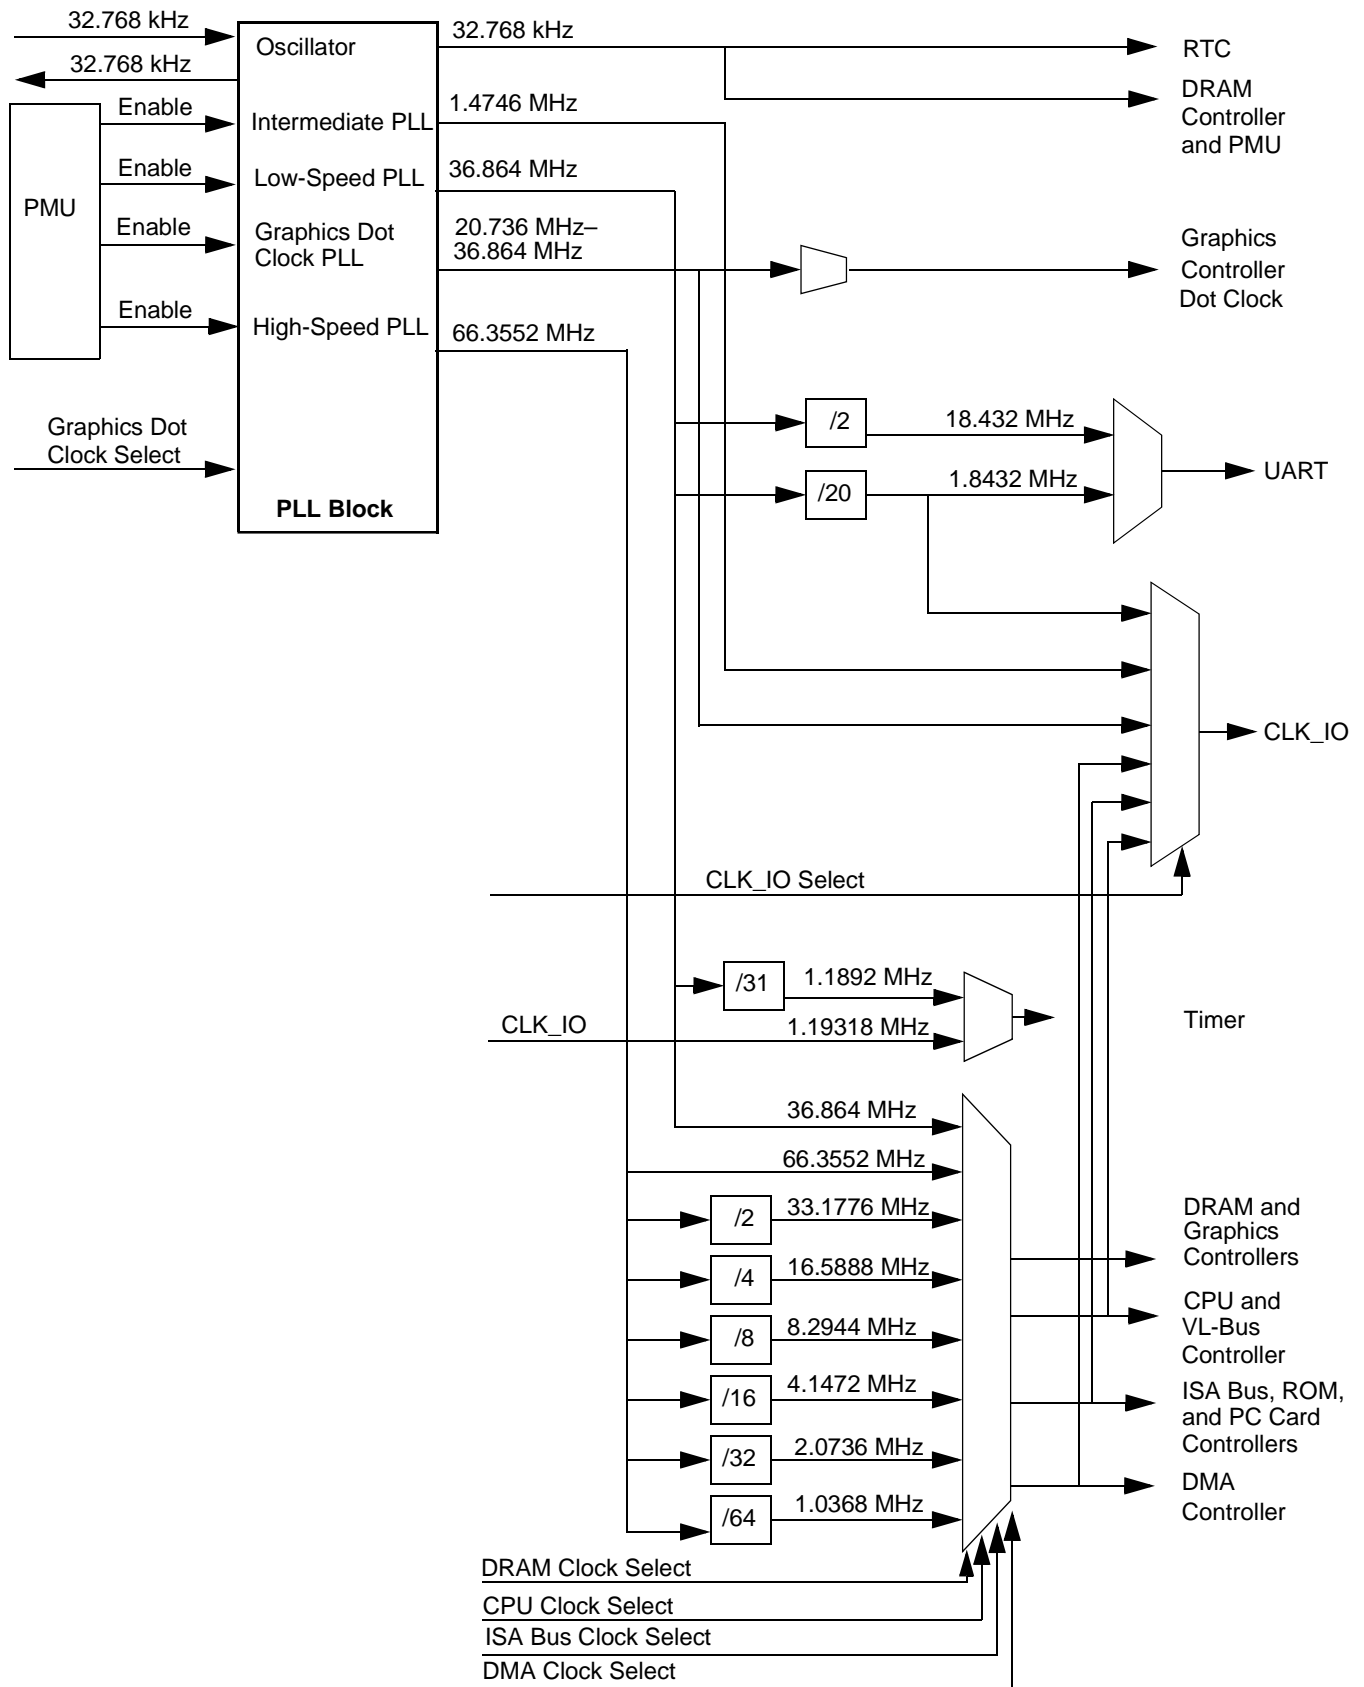 32.768 kHz
32.768 kHz
Oscillator
32.768 kHz
RTC
DRAM
Controller
and PMU
PMU
Enable
Intermediate PLL
1.4746 MHz
Enable
Low-Speed PLL
36.864 MHz
Enable
Graphics Dot
Clock PLL
20.736 MHz–
36.864 MHz
Graphics
Controller
Dot Clock
Enable
High-Speed PLL
66.3552 MHz
Graphics Dot
Clock Select
PLL Block
/2
18.432 MHz
/20
1.8432 MHz
UART
CLK_IO
CLK_IO Select
/31
1.1892 MHz
CLK_IO
1.19318 MHz
Timer
36.864 MHz
66.3552 MHz
/2
33.1776 MHz
/4
16.5888 MHz
/8
8.2944 MHz
/16
4.1472 MHz
/32
2.0736 MHz
/64
1.0368 MHz
DRAM and
Graphics
Controllers
CPU and
VL-Bus
Controller
ISA Bus, ROM,
and PC Card
Controllers
DMA
Controller
DRAM Clock Select
CPU Clock Select
ISA Bus Clock Select
DMA Clock Select